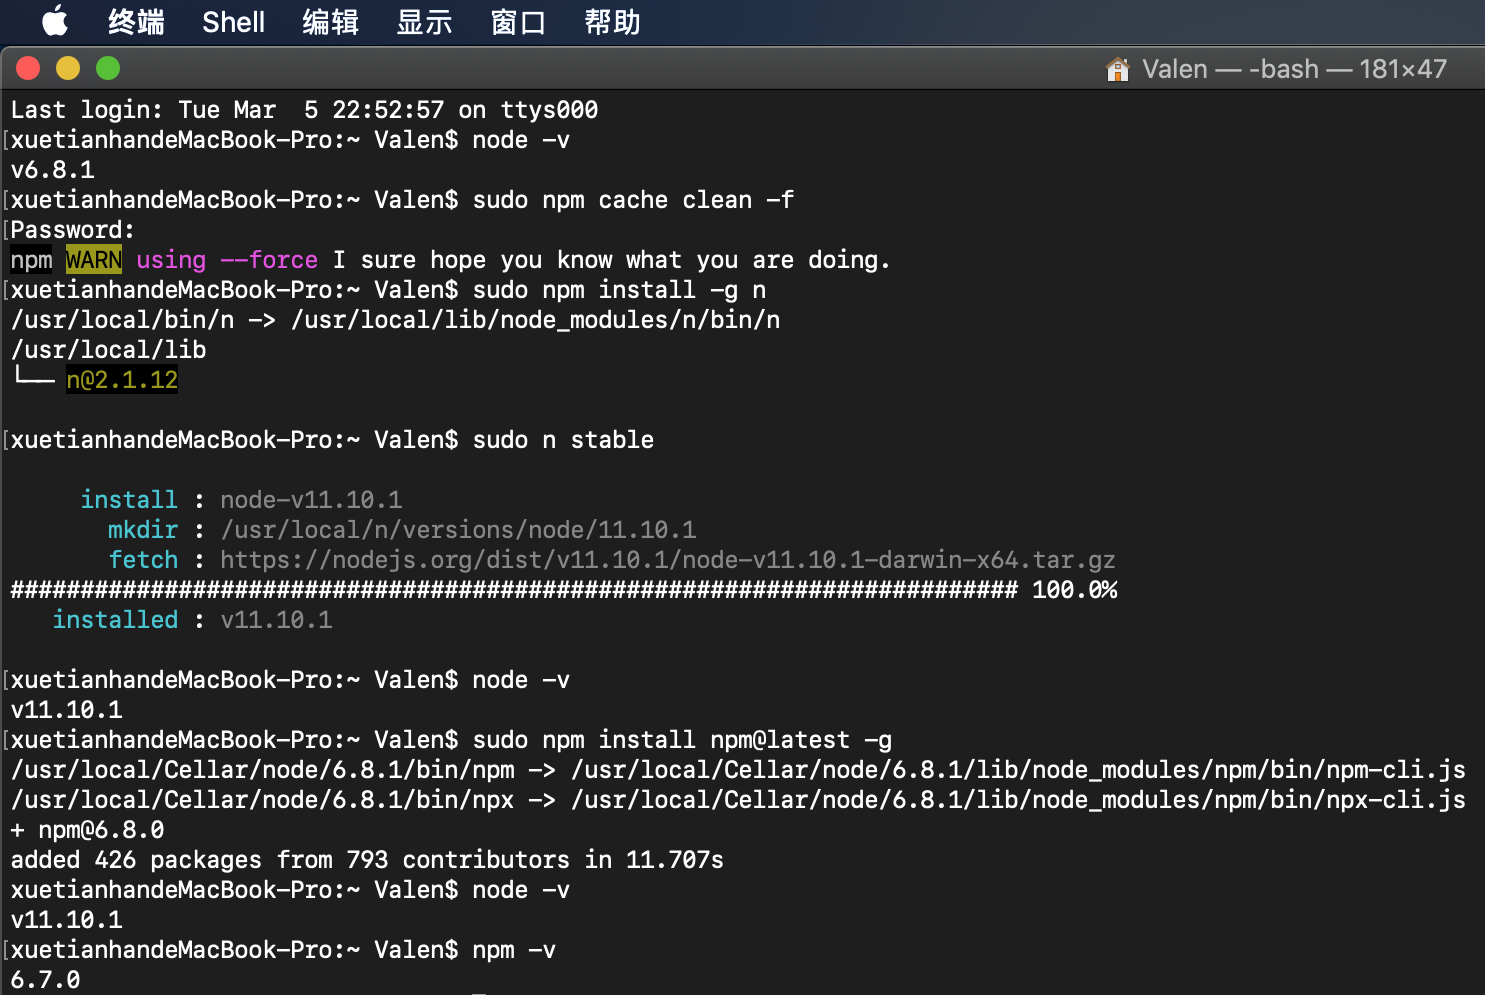 终端 Shell 编辑 显示 窗口 帮助
Valen — -bash — 181×47
Last login: Tue Mar  5 22:52:57 on ttys000
[xuetianhandeMacBook-Pro:~ Valen$ node -v
v6.8.1
[xuetianhandeMacBook-Pro:~ Valen$ sudo npm cache clean -f
[Password:
npm WARN using --force I sure hope you know what you are doing.
[xuetianhandeMacBook-Pro:~ Valen$ sudo npm install -g n
/usr/local/bin/n -> /usr/local/lib/node_modules/n/bin/n
/usr/local/lib
└── n@2.1.12
[xuetianhandeMacBook-Pro:~ Valen$ sudo n stable
install : node-v11.10.1
mkdir : /usr/local/n/versions/node/11.10.1
fetch : https://nodejs.org/dist/v11.10.1/node-v11.10.1-darwin-x64.tar.gz
######################################################################## 100.0%
installed : v11.10.1
[xuetianhandeMacBook-Pro:~ Valen$ node -v
v11.10.1
[xuetianhandeMacBook-Pro:~ Valen$ sudo npm install npm@latest -g
/usr/local/Cellar/node/6.8.1/bin/npm -> /usr/local/Cellar/node/6.8.1/lib/node_modules/npm/bin/npm-cli.js
/usr/local/Cellar/node/6.8.1/bin/npx -> /usr/local/Cellar/node/6.8.1/lib/node_modules/npm/bin/npx-cli.js
+ npm@6.8.0
added 426 packages from 793 contributors in 11.707s
xuetianhandeMacBook-Pro:~ Valen$ node -v
v11.10.1
[xuetianhandeMacBook-Pro:~ Valen$ npm -v
6.7.0